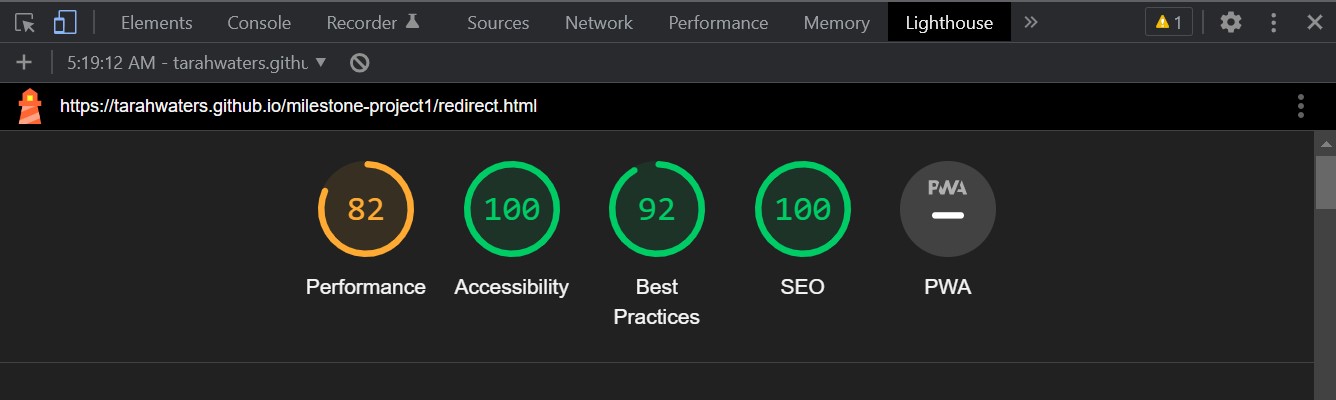 Elements Console Recorder Sources Network Performance Memory Lighthouse » 1
5:19:12 AM - tarahwaters.githu
https://tarahwaters.github.io/milestone-project1/redirect.html
82 100 92 100 PWA
Performance Accessibility Best SEO PWA
Practices